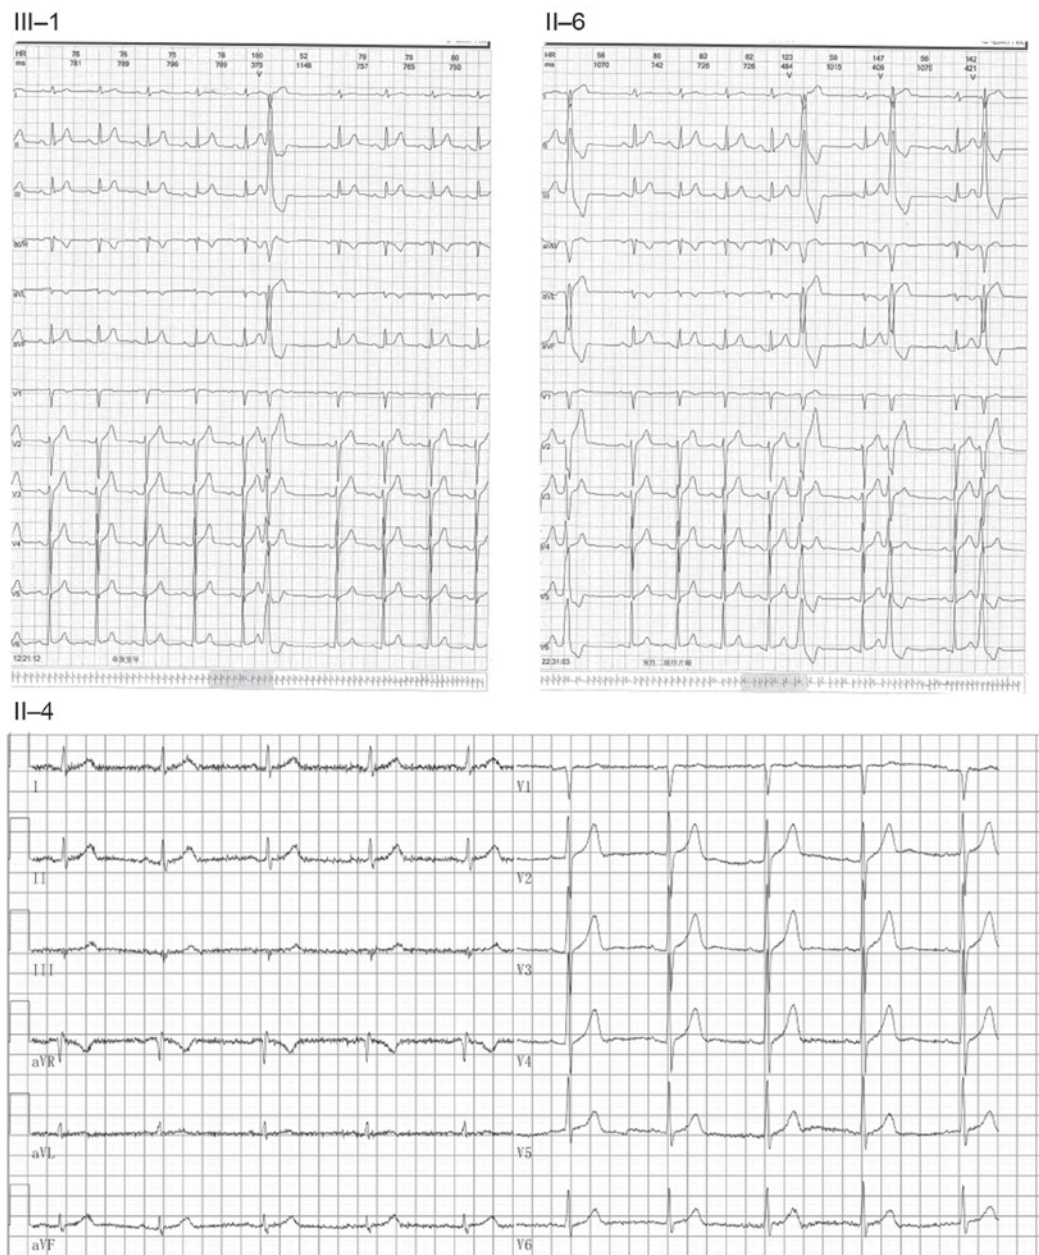 III–1
HR 76 76 75 76 160 52 79 78 80
ms 781 789 796 789 370 1148 757 765 750
V
I
II
III
aVR
aVL
aVF
V1
V2
V3
V4
V5
V6
12:21:12
II–6
HR 56 80 82 82 123 59 147 56 142
ms 1070 742 726 726 484 1015 406 1070 421
V V V
I
II
III
aVR
aVL
aVF
V1
V2
V3
V4
V5
V6
22:31:03
II–4
I
II
III
aVR
aVL
aVF
V1
V2
V3
V4
V5
V6